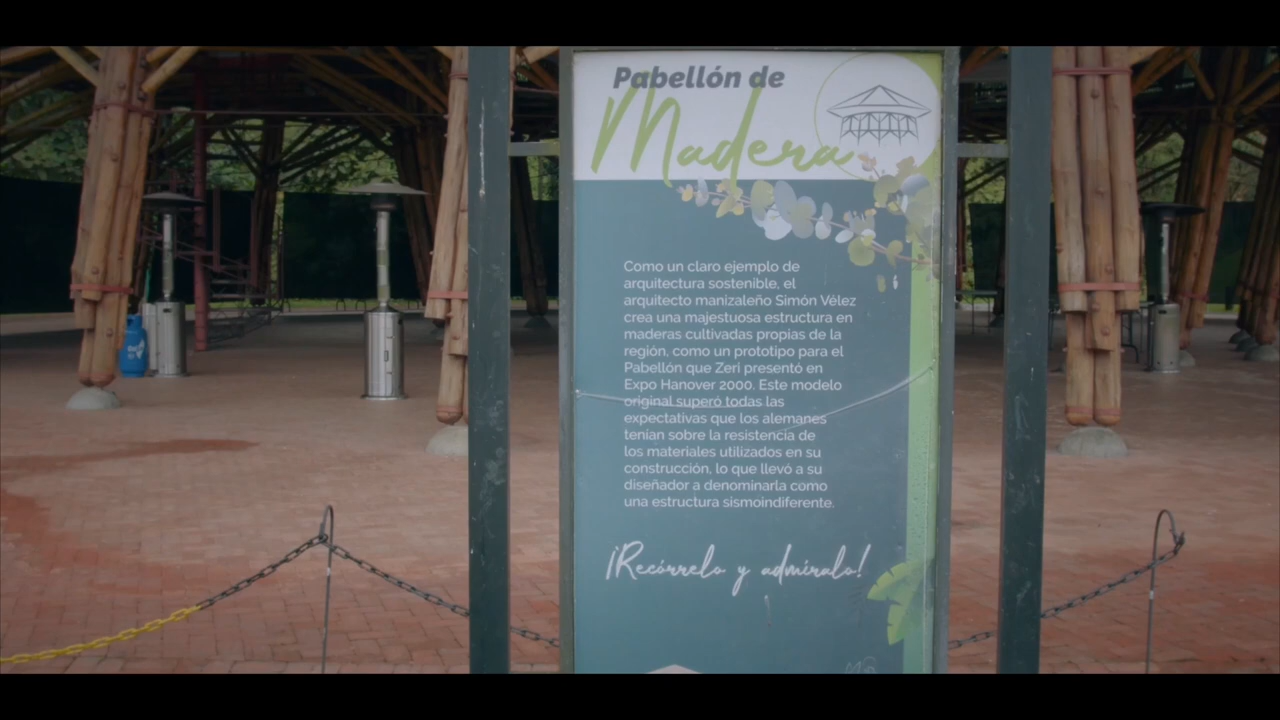 Pabellón de
Madera
Como un claro ejemplo de
arquitectura sostenible, el
arquitecto manizaleño Simón Vélez
crea una majestuosa estructura en
maderas cultivadas propias de la
región, como un prototipo para el
Pabellón que Zeri presentó en
Expo Hanover 2000. Este modelo
original superó todas las
expectativas que los alemanes
tenían sobre la resistencia de
los materiales utilizados en su
construcción, lo que llevó a su
diseñador a denominarla como
una estructura sismoindiferente.
¡Recórrelo y admíralo!